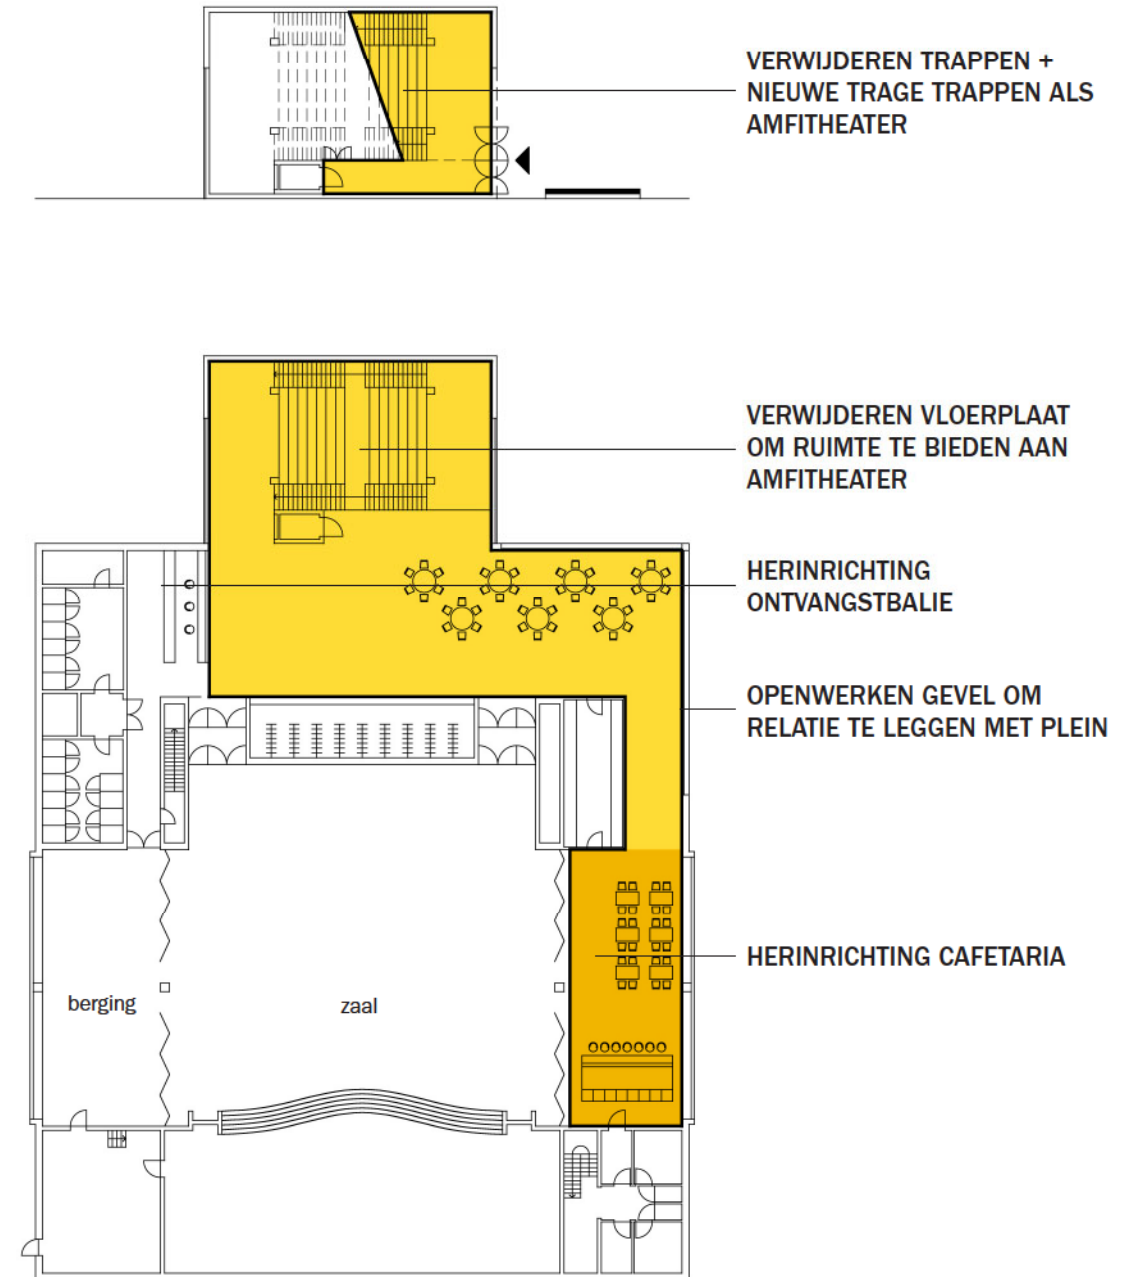 VERWIJDEREN TRAPPEN +
NIEUWE TRAGE TRAPPEN ALS
AMFITHEATER
VERWIJDEREN VLOERPLAAT
OM RUIMTE TE BIEDEN AAN
AMFITHEATER
HERINRICHTING
ONTVANGSTBALIE
OPENWERKEN GEVEL OM
RELATIE TE LEGGEN MET PLEIN
HERINRICHTING CAFETARIA
berging
zaal